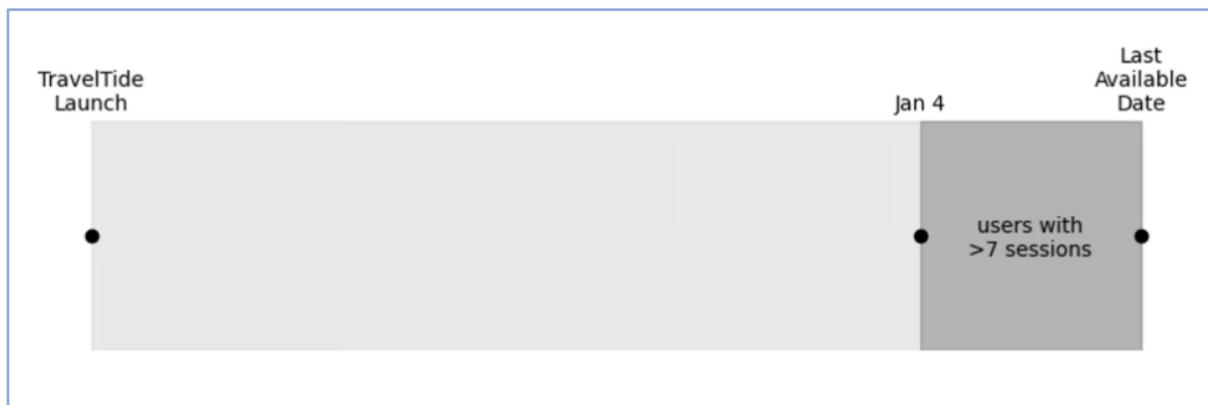 TravelTide
Launch
Jan 4
Last
Available
Date
users with
>7 sessions